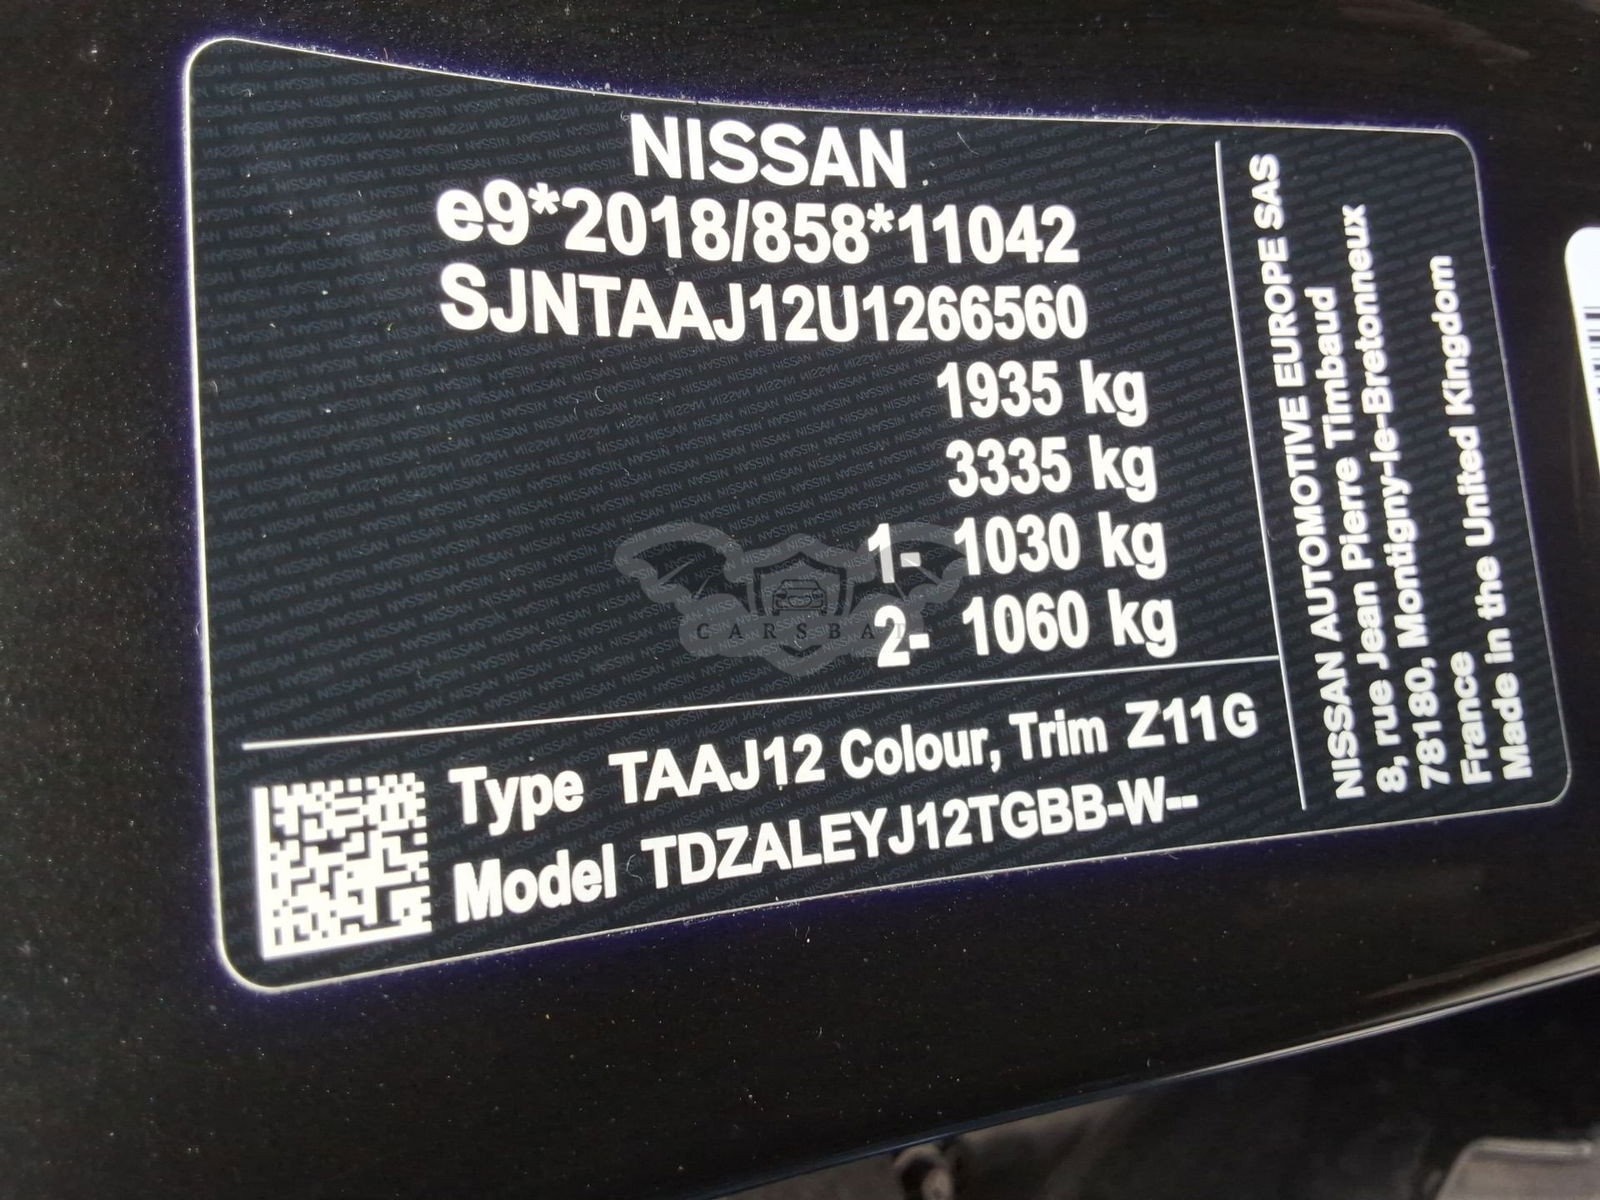 NISSAN
e9*2018/858*11042
SJNTAAJ12U1266560
1935 kg
3335 kg
1- 1030 kg
2- 1060 kg
Type TAAJ12 Colour, Trim Z11G
Model TDZALEYJ12TGBB-W--
NISSAN AUTOMOTIVE EUROPE SAS
8, rue Jean Pierre Timbaud
78180, Montigny-le-Bretonneux
France
Made in the United Kingdom
CARSBAT